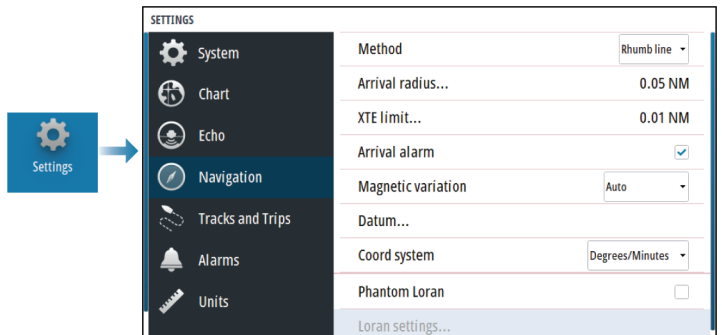 SETTINGS
Settings
System
Chart
Echo
Navigation
Tracks and Trips
Alarms
Units
Method Rhumb line
Arrival radius... 0.05 NM
XTE limit... 0.01 NM
Arrival alarm
Magnetic variation Auto
Datum...
Coord system Degrees/Minutes
Phantom Loran
Loran settings...